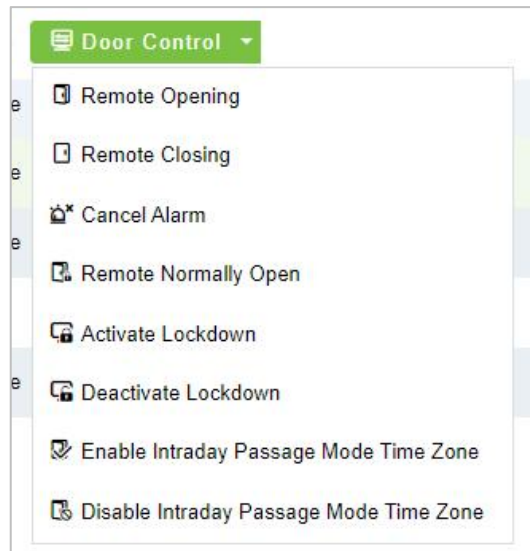 Door Control
e
Remote Opening
Remote Closing
e
Cancel Alarm
e
Remote Normally Open
Activate Lockdown
e
Deactivate Lockdown
Enable Intraday Passage Mode Time Zone
Disable Intraday Passage Mode Time Zone